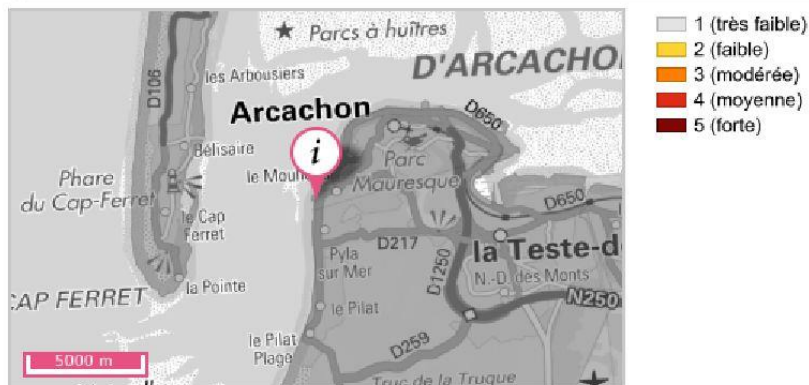 ★ Parcs à huîtres
D'ARCACHO
D106
les Arbousiers
Arcachon
D650
i
Bélisaire
Parc
Mauresque
Phare
du Cap-Ferret
le Cap
Ferret
D650
D217
la Teste-d
Pyla
sur Mer
D1250
N.-D. des Monts
la Pointe
CAP FERRET
N250
le Pilat
le Pilat
Plage
D259
5000 m
Truc de la Truque
1 (très faible)
2 (faible)
3 (modérée)
4 (moyenne)
5 (forte)